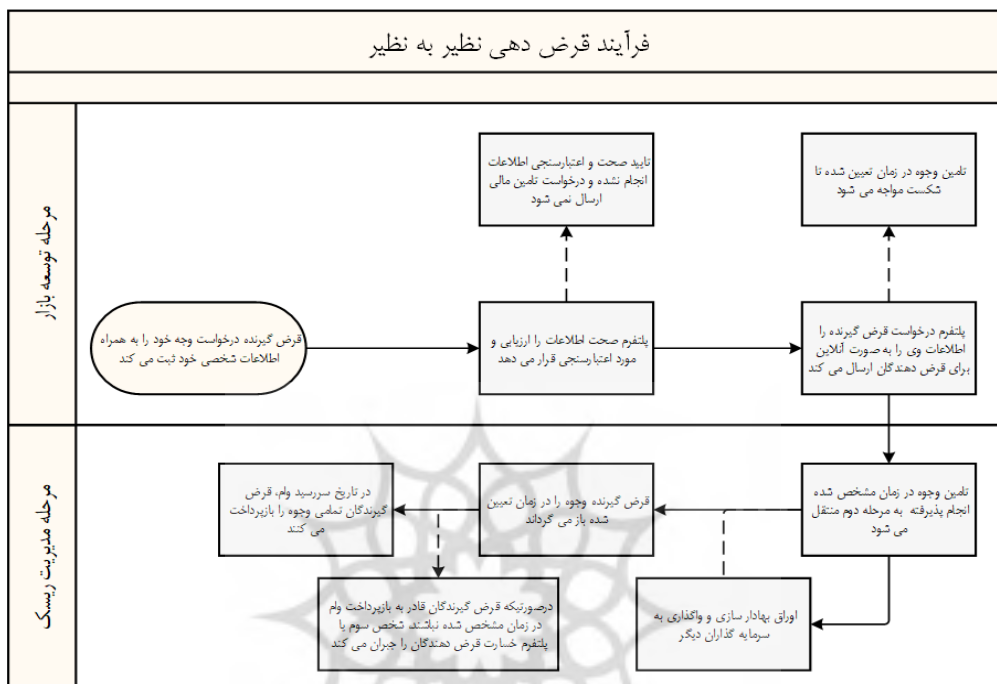 فرآیند قرض دهی نظیر به نظیر
مرحله توسعه بازار
قرض گیرنده درخواست وجه خود را به همراه
اطلاعات شخصی خود ثبت می کند
تایید صحت و اعتبارسنجی اطلاعات
انجام نشده و درخواست تامین مالی
ارسال نمی شود
پلتفرم صحت اطلاعات را ارزیابی و
مورد اعتبارسنجی قرار می دهد
تامین وجوه در زمان تعیین شده تا
شکست مواجه می شود
پلتفرم درخواست قرض گیرنده را
اطلاعات وی را به صورت آنلاین
برای قرض دهندگان ارسال می کند
مرحله مدیریت ریسک
تامین وجوه در زمان مشخص شده
انجام پذیرفته به مرحله دوم منتقل
می شود
اوراق بهادار سازی و واگذاری به
سرمایه گذاران دیگر
قرض گیرنده وجوه را در زمان تعیین
شده باز می گرداند
در تاریخ سررسید وام، قرض
گیرندگان تمامی وجوه را بازپرداخت
می کنند
درصورتیکه قرض گیرندگان قادر به بازپرداخت وام
در زمان مشخص شده نباشند، شخص سوم یا
پلتفرم خسارت قرض دهندگان را جبران می کند